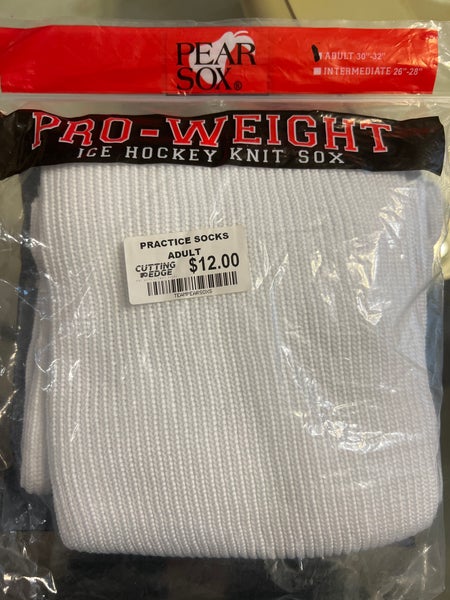 PEAR
SOX®
ADULT 30"-32"
INTERMEDIATE 26"-28"
PRO-WEIGHT
ICE HOCKEY KNIT SOX
PRACTICE SOCKS
ADULT
CUTTING
EDGE
$12.00
TEAMPEARSOXS